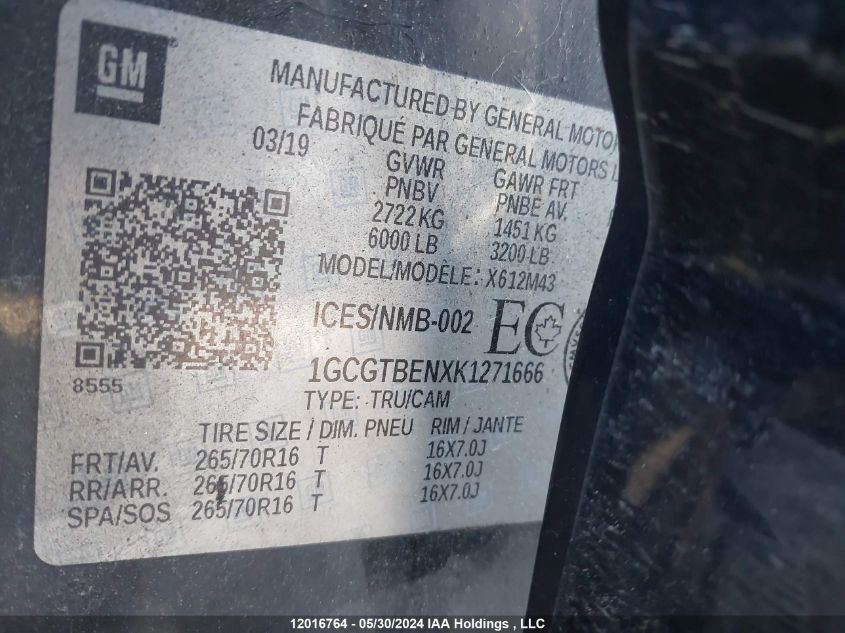 GM
MANUFACTURED BY GENERAL MOTOR
FABRIQUÉ PAR GENERAL MOTORS
03/19
GVWR GAWR FRT
PNBV PNBE AV.
2722 KG 1451 KG
6000 LB 3200 LB
MODEL/MODÈLE: X612M43
ICES/NMB-002 EC
1GCGTBENXK1271666
8555
TYPE: TRU/CAM
TIRE SIZE / DIM. PNEU RIM / JANTE
FRT/AV. 265/70R16 T 16X7.0J
RR/ARR. 265/70R16 T 16X7.0J
SPA/SOS 265/70R16 T 16X7.0J
12016764 - 05/30/2024 IAA Holdings , LLC